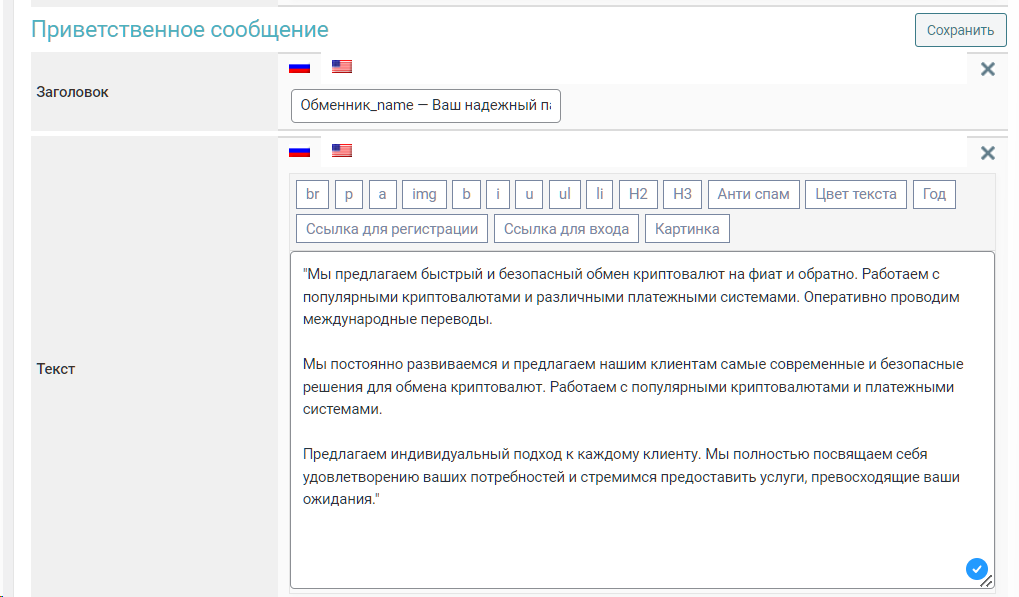 Приветственное сообщение
Сохранить
Заголовок
Обменник_name — Ваш надежный па
br p a img b i u ul li H2 H3 Анти спам Цвет текста Год
Ссылка для регистрации Ссылка для входа Картинка
Текст
"Мы предлагаем быстрый и безопасный обмен криптовалют на фиат и обратно. Работаем с
популярными криптовалютами и различными платежными системами. Оперативно проводим
международные переводы.
Мы постоянно развиваемся и предлагаем нашим клиентам самые современные и безопасные
решения для обмена криптовалют. Работаем с популярными криптовалютами и платежными
системами.
Предлагаем индивидуальный подход к каждому клиенту. Мы полностью посвящаем себя
удовлетворению ваших потребностей и стремимся предоставить услуги, превосходящие ваши
ожидания."